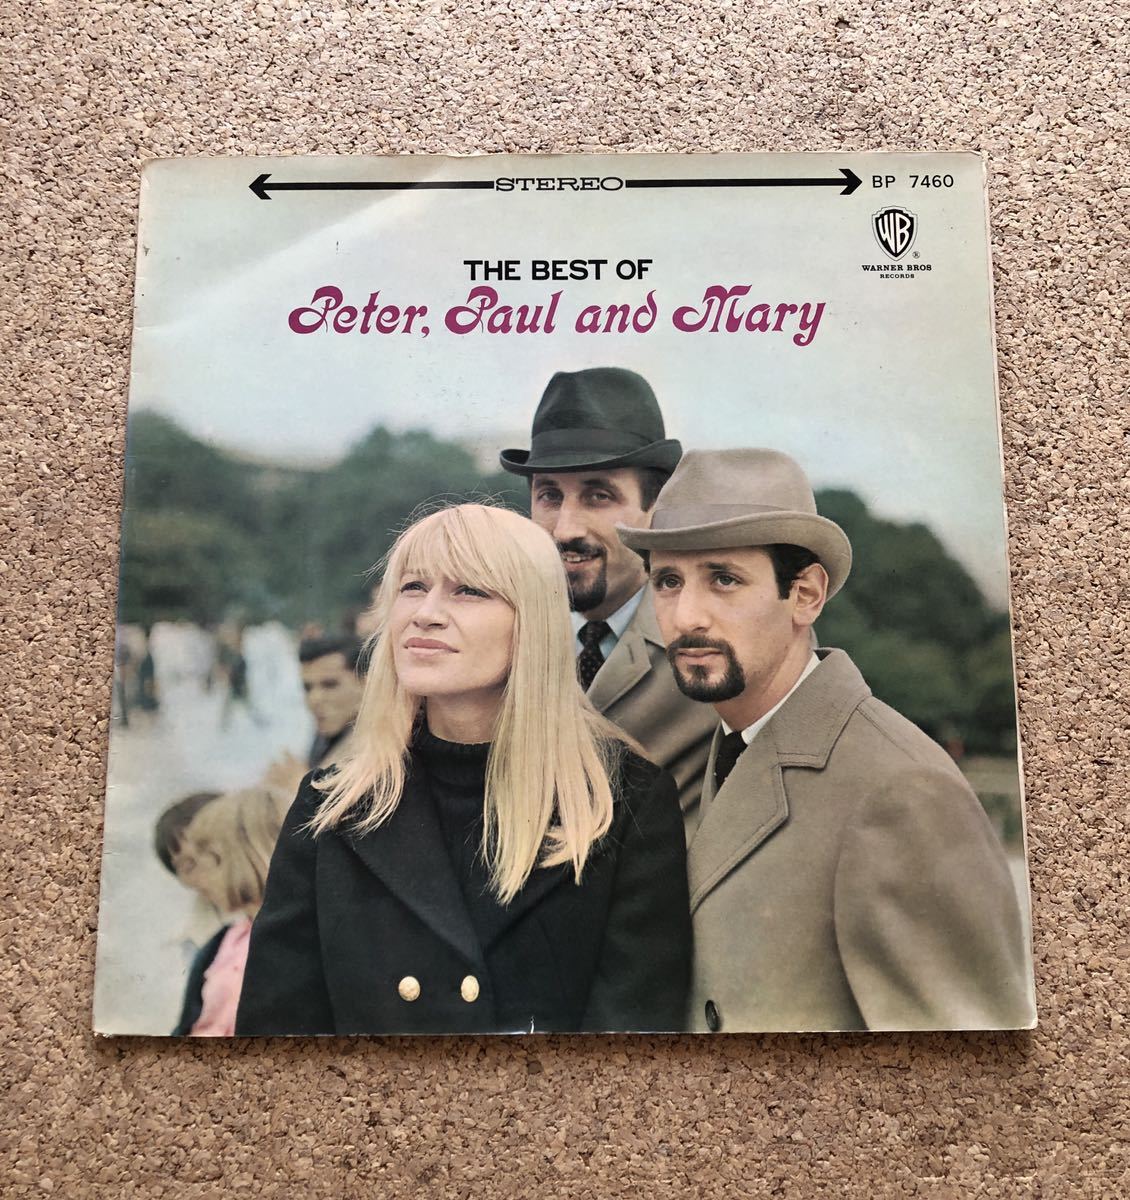 STEREO BP 7460
WB
®
WARNER BROS
RECORDS
THE BEST OF
Peter, Paul and Mary